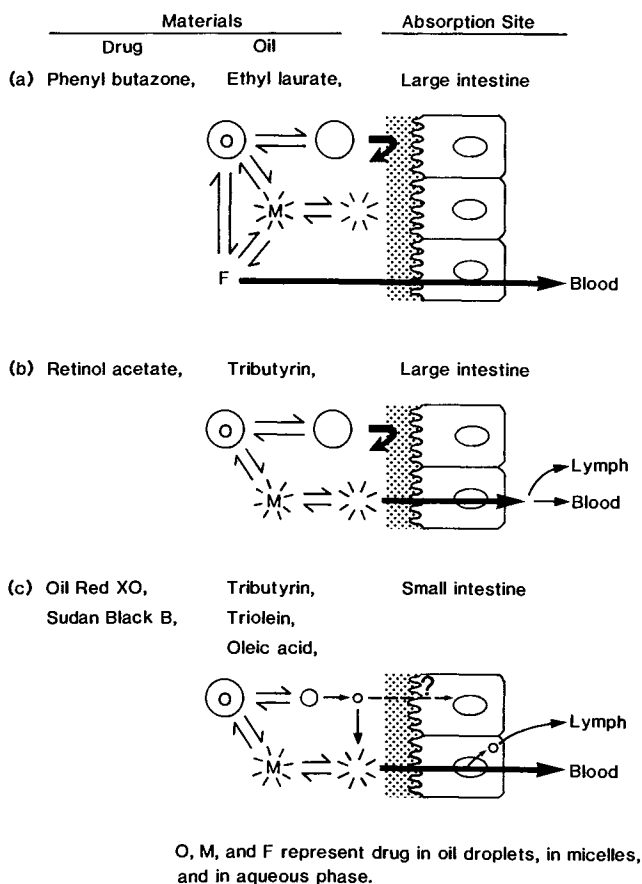 Materials Absorption Site
Drug Oil
(a) Phenyl butazone, Ethyl laurate, Large intestine
O
M
F
Blood
(b) Retinol acetate, Tributyrin, Large intestine
O
Lymph
M
Blood
(c) Oil Red XO, Tributyrin, Small intestine
Sudan Black B, Triolein,
Oleic acid,
?
O
Lymph
M
Blood
O, M, and F represent drug in oil droplets, in micelles,
and in aqueous phase.